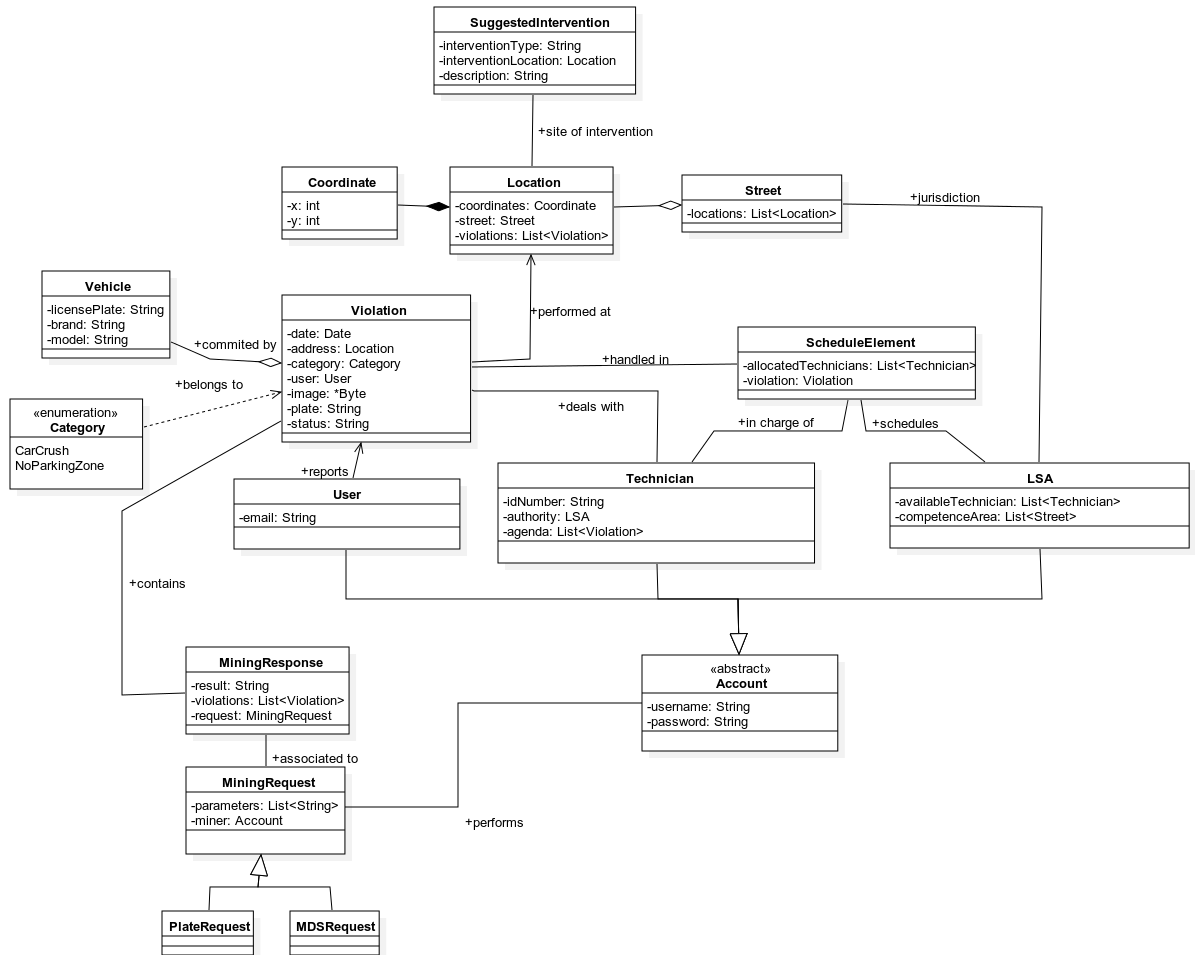 SuggestedIntervention
-interventionType: String
-interventionLocation: Location
-description: String
+site of intervention
Coordinate
-x: int
-y: int
Location
-coordinates: Coordinate
-street: Street
-violations: List<Violation>
Street
-locations: List<Location>
+jurisdiction
Vehicle
-licensePlate: String
-brand: String
-model: String
+commited by
+belongs to
«enumeration»
Category
CarCrush
NoParkingZone
Violation
-date: Date
-address: Location
-category: Category
-user: User
-image: *Byte
-plate: String
-status: String
+performed at
+handled in
+deals with
ScheduleElement
-allocatedTechnicians: List<Technician>
-violation: Violation
+in charge of
+schedules
+reports
User
-email: String
Technician
-idNumber: String
-authority: LSA
-agenda: List<Violation>
LSA
-availableTechnician: List<Technician>
-competenceArea: List<Street>
+contains
MiningResponse
-result: String
-violations: List<Violation>
-request: MiningRequest
«abstract»
Account
-username: String
-password: String
+associated to
MiningRequest
-parameters: List<String>
-miner: Account
+performs
PlateRequest
MDSRequest